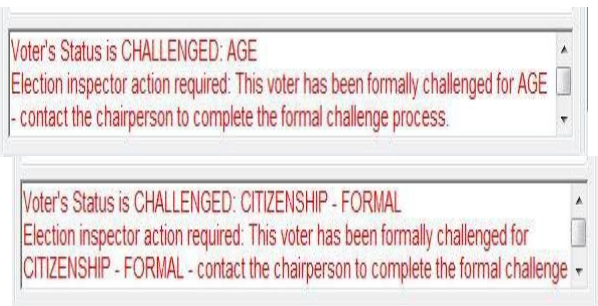 Voter's Status is CHALLENGED: AGE
Election inspector action required: This voter has been formally challenged for AGE
- contact the chairperson to complete the formal challenge process.
Voter's Status is CHALLENGED: CITIZENSHIP - FORMAL
Election inspector action required: This voter has been formally challenged for
CITIZENSHIP - FORMAL - contact the chairperson to complete the formal challenge